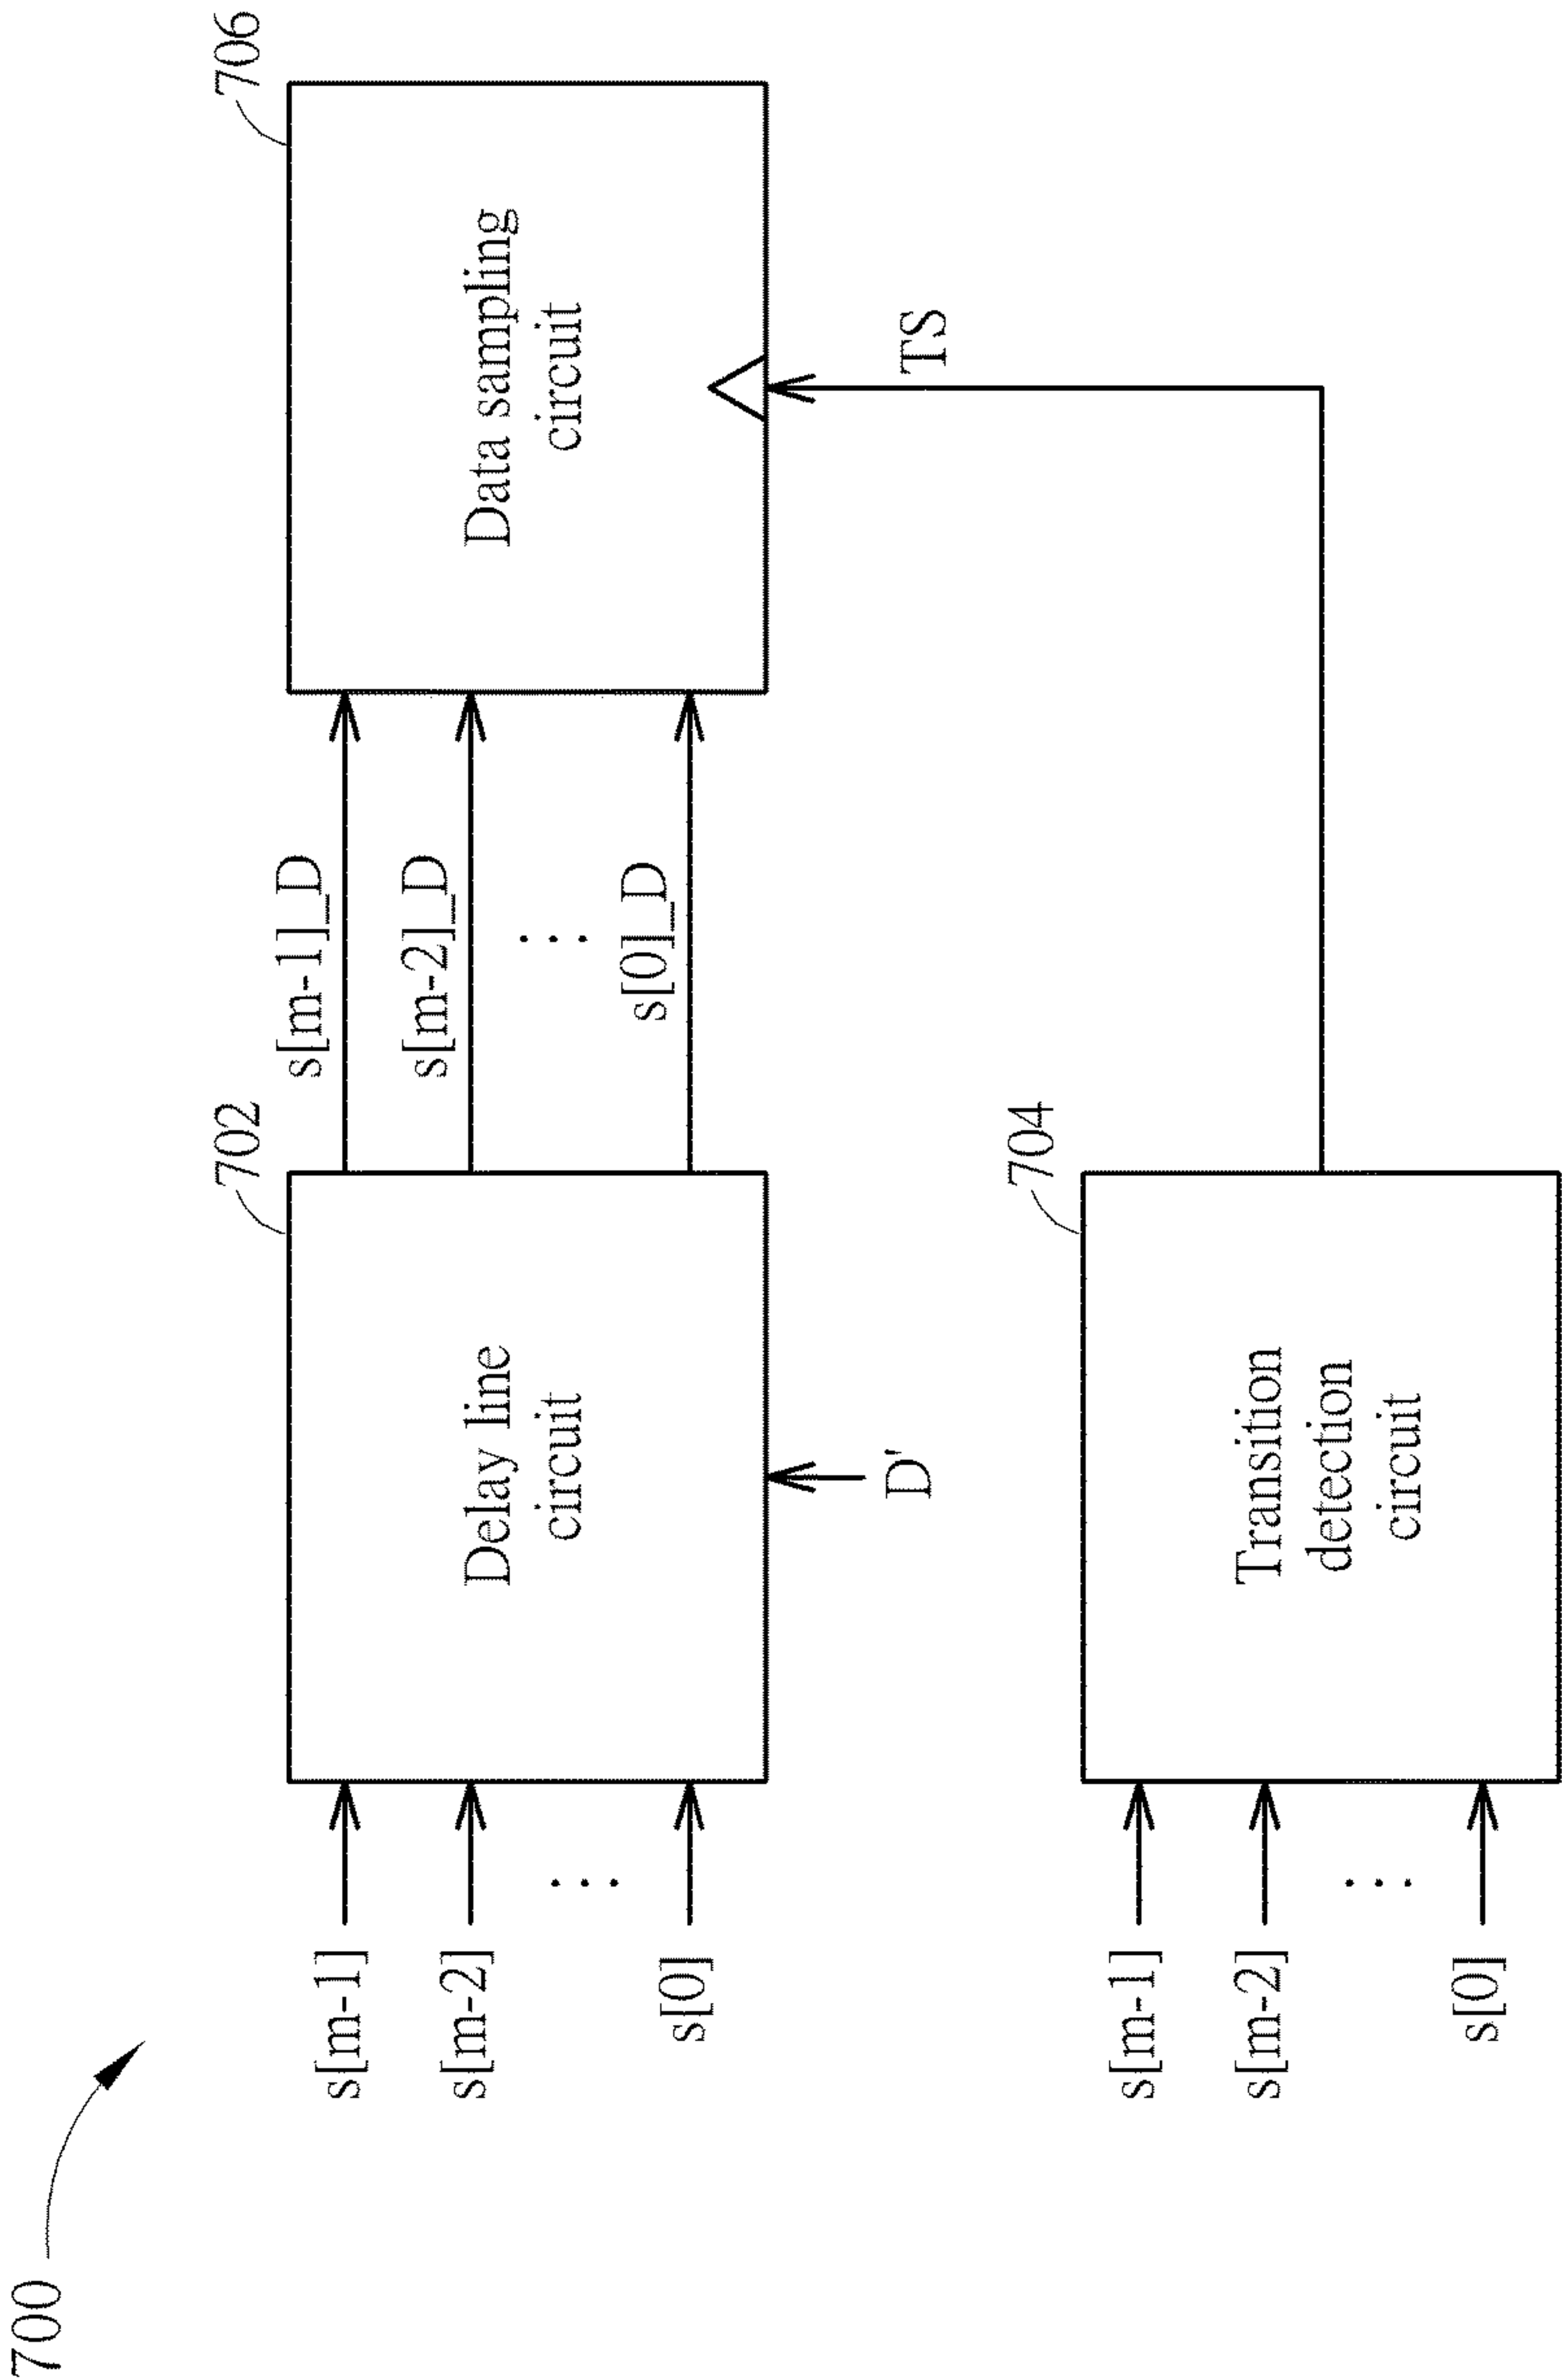 700
702
s[m-1]
s[m-2]
...
s[0]
Delay line
circuit
D'
s[m-1]_D
s[m-2]_D
...
s[0]_D
706
Data sampling
circuit
TS
704
s[m-1]
s[m-2]
...
s[0]
Transition
detection
circuit